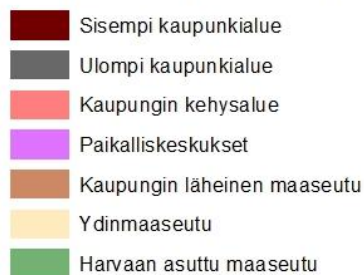 Sisempi kaupunkialue
Ulompi kaupunkialue
Kaupungin kehysalue
Paikalliskeskukset
Kaupungin läheinen maaseutu
Ydinmaaseutu
Harvaan asuttu maaseutu